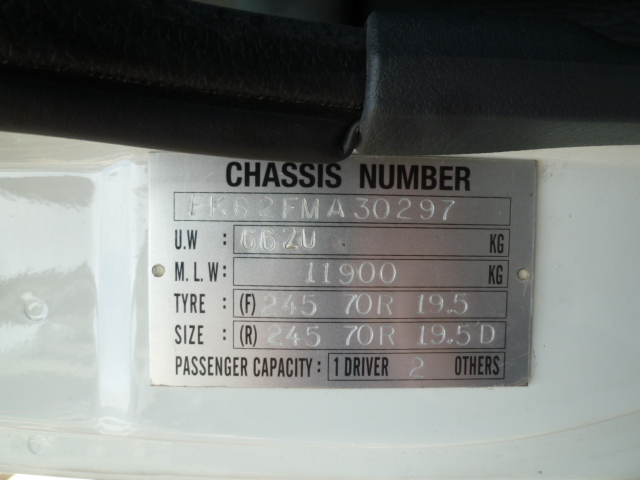 CHASSIS NUMBER
FK62FMA30297
U.W : 6620 KG
M.L.W : 11900 KG
TYRE : (F) 245 70R 19.5
SIZE : (R) 245 70R 19.5 D
PASSENGER CAPACITY : 1 DRIVER 2 OTHERS